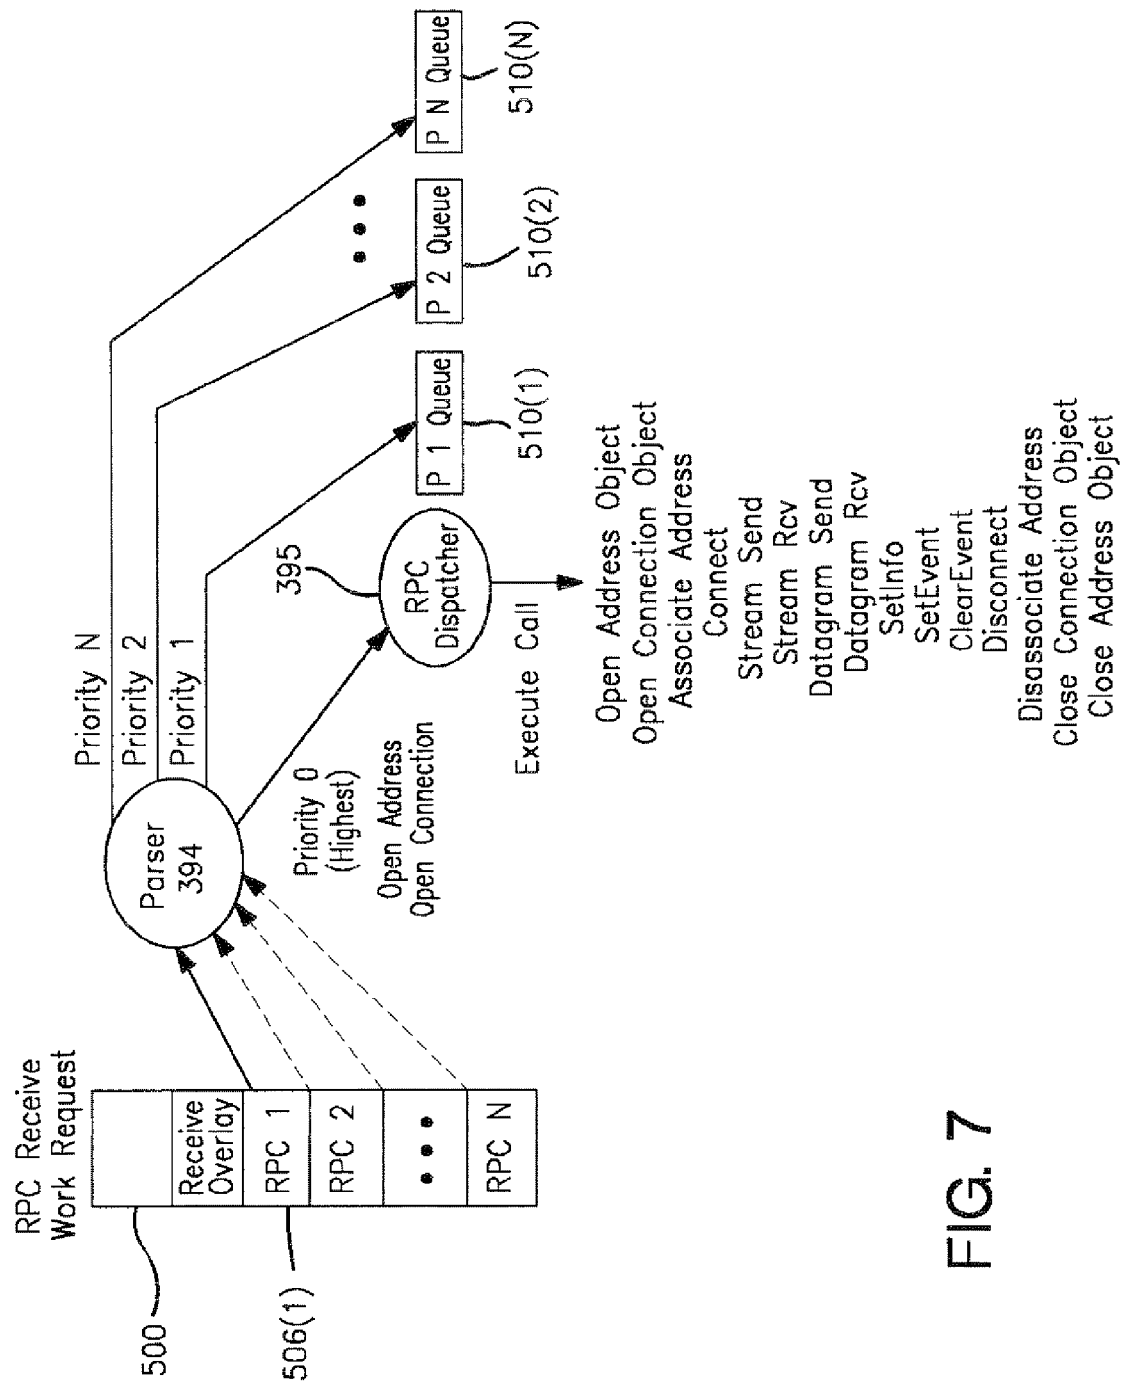 RPC Receive
Work Request
500
Receive
Overlay
506(1)
RPC 1
RPC 2
RPC N
Parser
394
Priority N
Priority 2
Priority 1
Priority 0
(Highest)
Open Address
Open Connection
395
RPC
Dispatcher
P 1 Queue
510(1)
P 2 Queue
510(2)
P N Queue
510(N)
Execute Call
Open Address Object
Open Connection Object
Associate Address
Connect
Stream Send
Stream Rcv
Datagram Send
Datagram Rcv
SetInfo
SetEvent
ClearEvent
Disconnect
Disassociate Address
Close Connection Object
Close Address Object
FIG. 7